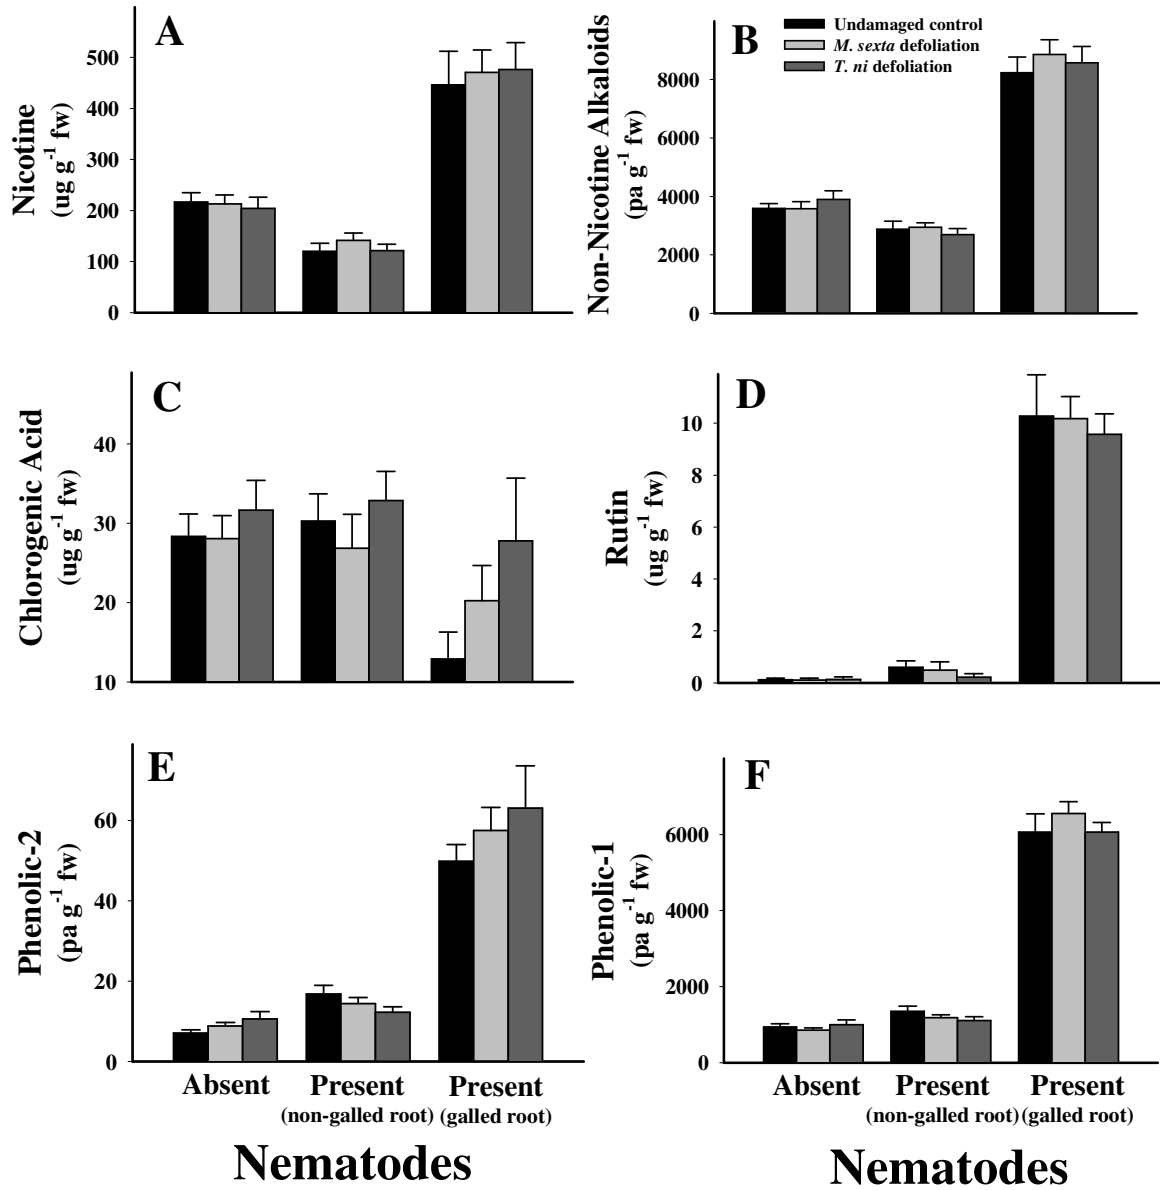 A
Nicotine
(ug g-1 fw)
500
400
300
200
100
0
B
Undamaged control
M. sexta defoliation
T. ni defoliation
Non-Nicotine Alkaloids
(pa g-1 fw)
8000
6000
4000
2000
0
C
Chlorogenic Acid
(ug g-1 fw)
40
30
20
10
D
Rutin
(ug g-1 fw)
10
8
6
4
2
0
E
Phenolic-2
(pa g-1 fw)
60
40
20
0
Absent
Present
(non-galled root)
Present
(galled root)
Nematodes
F
Phenolic-1
(pa g-1 fw)
6000
4000
2000
0
Absent
Present
(non-galled root)
Present
(galled root)
Nematodes